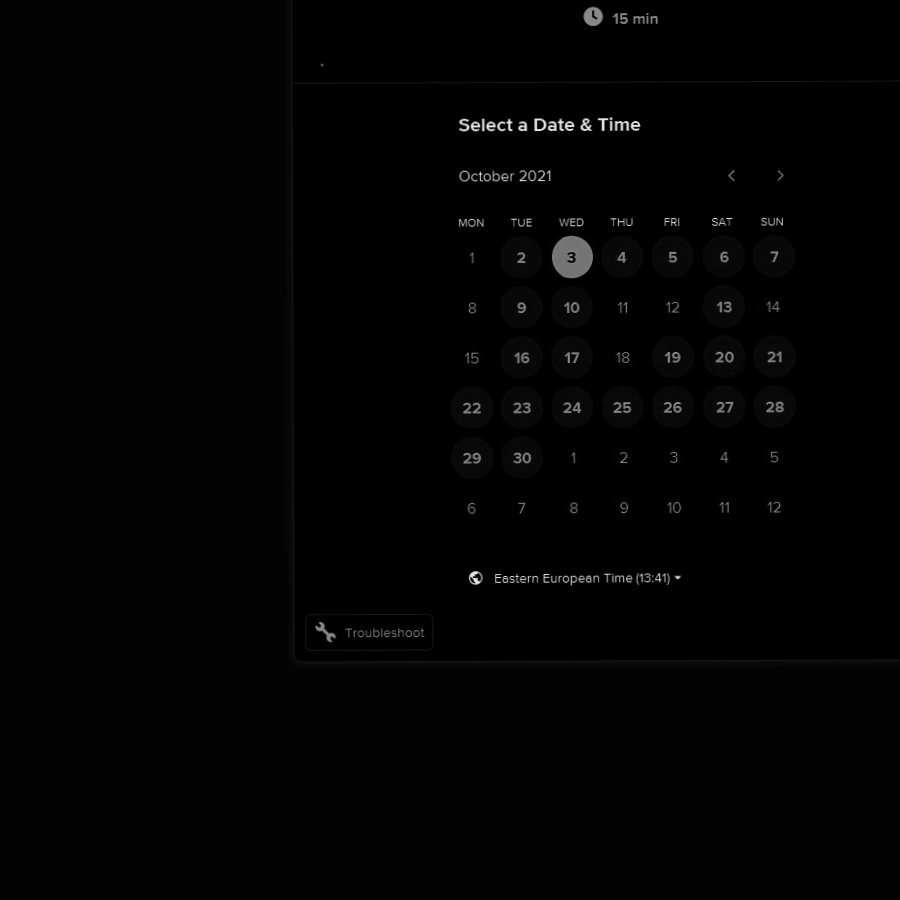 15 min
Select a Date & Time
October 2021
MON TUE WED THU FRI SAT SUN
1 2 3 4 5 6 7
8 9 10 11 12 13 14
15 16 17 18 19 20 21
22 23 24 25 26 27 28
29 30 1 2 3 4 5
6 7 8 9 10 11 12
Eastern European Time (13:41)
Troubleshoot